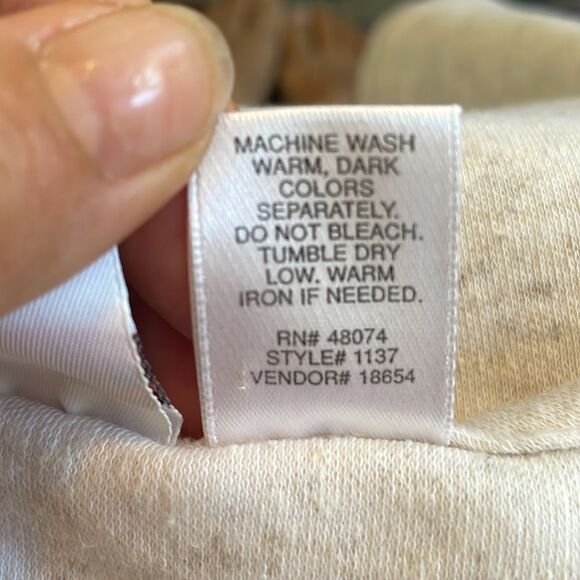 MACHINE WASH
WARM, DARK
COLORS
SEPARATELY.
DO NOT BLEACH.
TUMBLE DRY
LOW. WARM
IRON IF NEEDED.
RN# 48074
STYLE# 1137
VENDOR# 18654